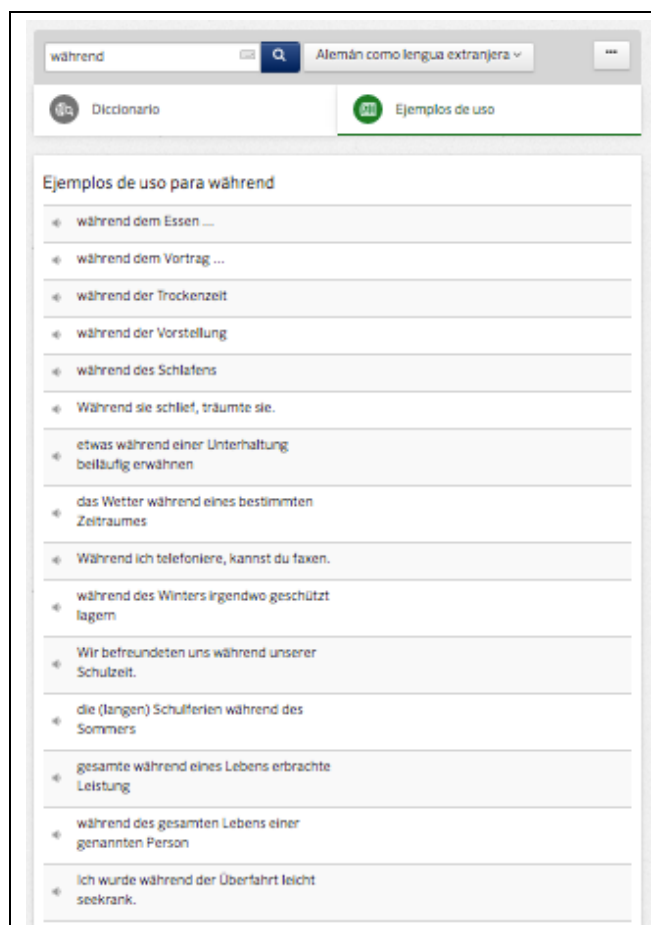 während
Alemán como lengua extranjera
Diccionario
Ejemplos de uso
Ejemplos de uso para während
während dem Essen ...
während dem Vortrag ...
während der Trockenzeit
während der Vorstellung
während des Schlafens
Während sie schlief, träumte sie.
etwas während einer Unterhaltung
beiläufig erwähnen
das Wetter während eines bestimmten
Zeitraumes
Während ich telefoniere, kannst du faxen.
während des Winters irgendwo geschützt
lagern
Wir befreundeten uns während unserer
Schulzeit.
die (langen) Schulferien während des
Sommers
gesamte während eines Lebens erbrachte
Leistung
während des gesamten Lebens einer
genannten Person
Ich wurde während der Überfahrt leicht
seekrank.